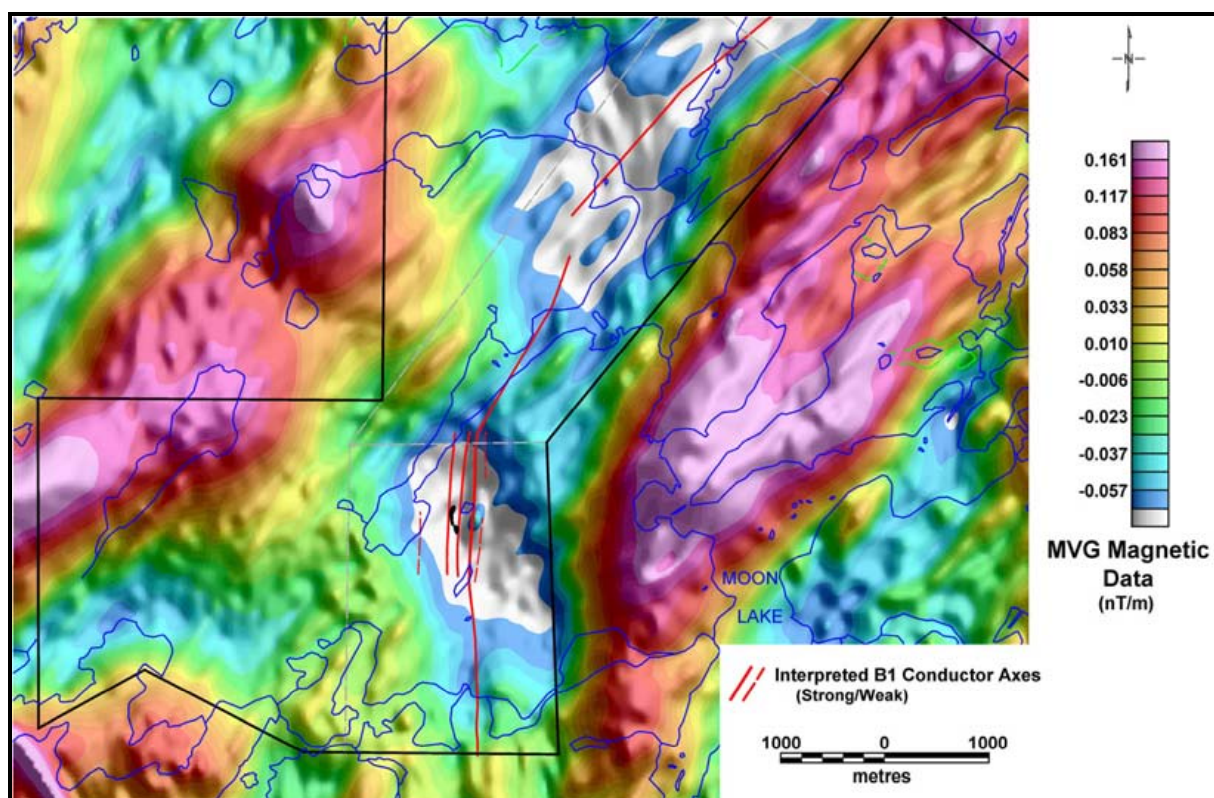 N
0.161
0.117
0.083
0.058
0.033
0.010
-0.006
-0.023
-0.037
-0.057
MVG Magnetic
Data
(nT/m)
MOON
LAKE
Interpreted B1 Conductor Axes
(Strong/Weak)
1000 0 1000
metres